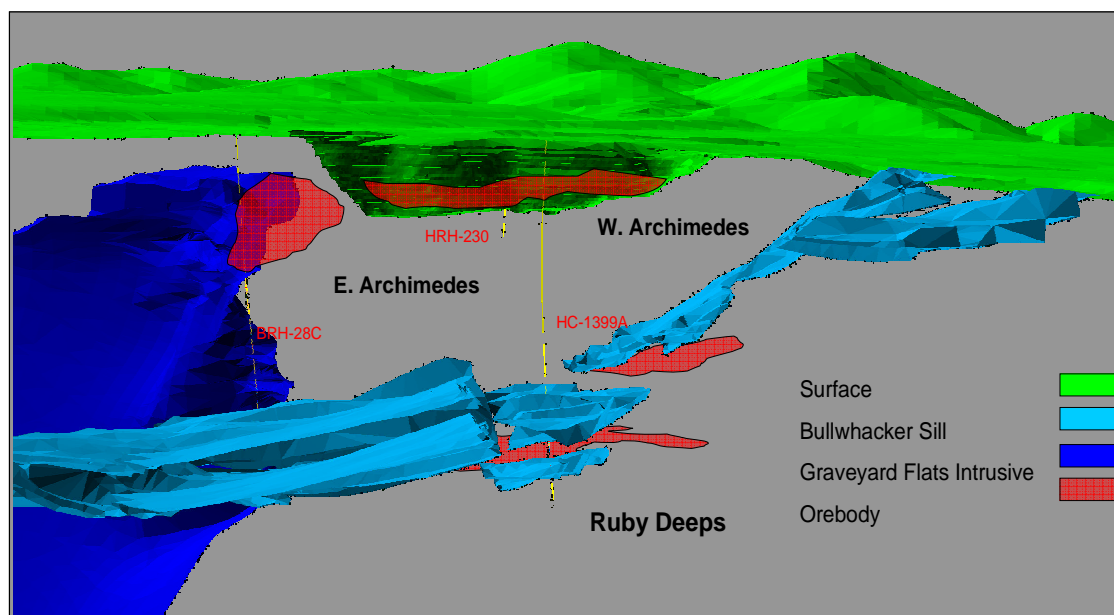 HRH-230
W. Archimedes
E. Archimedes
BRH-28C
HC-1399A
Surface
Bullwhacker Sill
Graveyard Flats Intrusive
Orebody
Ruby Deeps